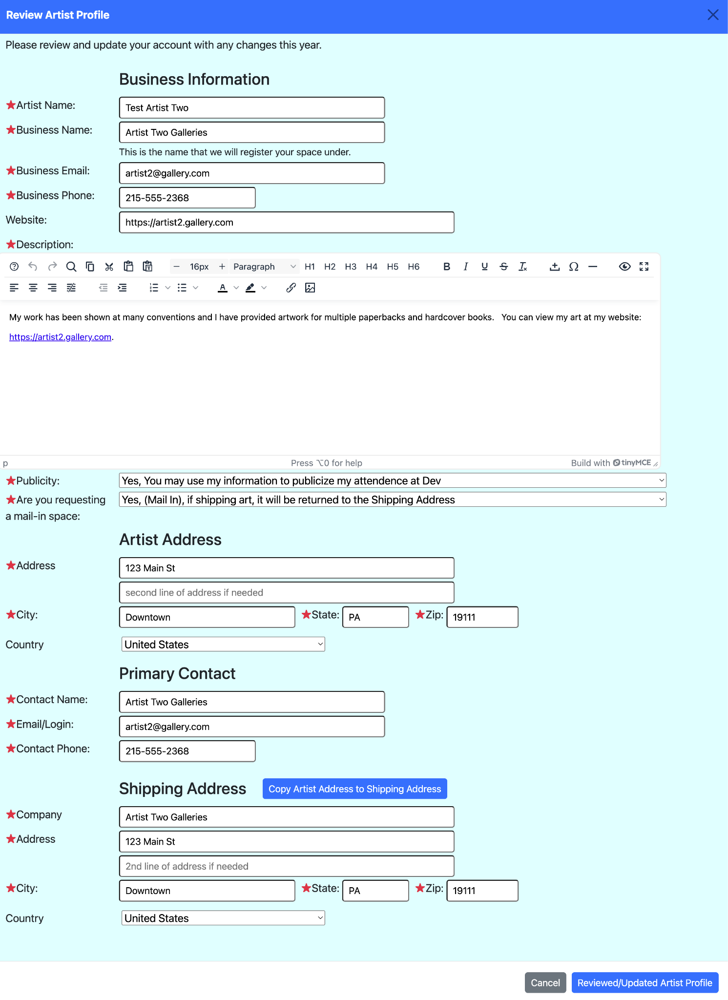 Review Artist Profile
Please review and update your account with any changes this year.
Business Information
★Artist Name: Test Artist Two
★Business Name: Artist Two Galleries
This is the name that we will register your space under.
★Business Email: artist2@gallery.com
★Business Phone: 215-555-2368
Website: https://artist2.gallery.com
★Description:
16px Paragraph H1 H2 H3 H4 H5 H6 B I U S
My work has been shown at many conventions and I have provided artwork for multiple paperbacks and hardcover books. You can view my art at my website:
https://artist2.gallery.com.
p Press ⌥0 for help Build with tinyMCE
★Publicity: Yes, You may use my information to publicize my attendence at Dev
★Are you requesting Yes, (Mail In), if shipping art, it will be returned to the Shipping Address
a mail-in space:
Artist Address
★Address 123 Main St
second line of address if needed
★City: Downtown ★State: PA ★Zip: 19111
Country United States
Primary Contact
★Contact Name: Artist Two Galleries
★Email/Login: artist2@gallery.com
★Contact Phone: 215-555-2368
Shipping Address Copy Artist Address to Shipping Address
★Company Artist Two Galleries
★Address 123 Main St
2nd line of address if needed
★City: Downtown ★State: PA ★Zip: 19111
Country United States
Cancel Reviewed/Updated Artist Profile